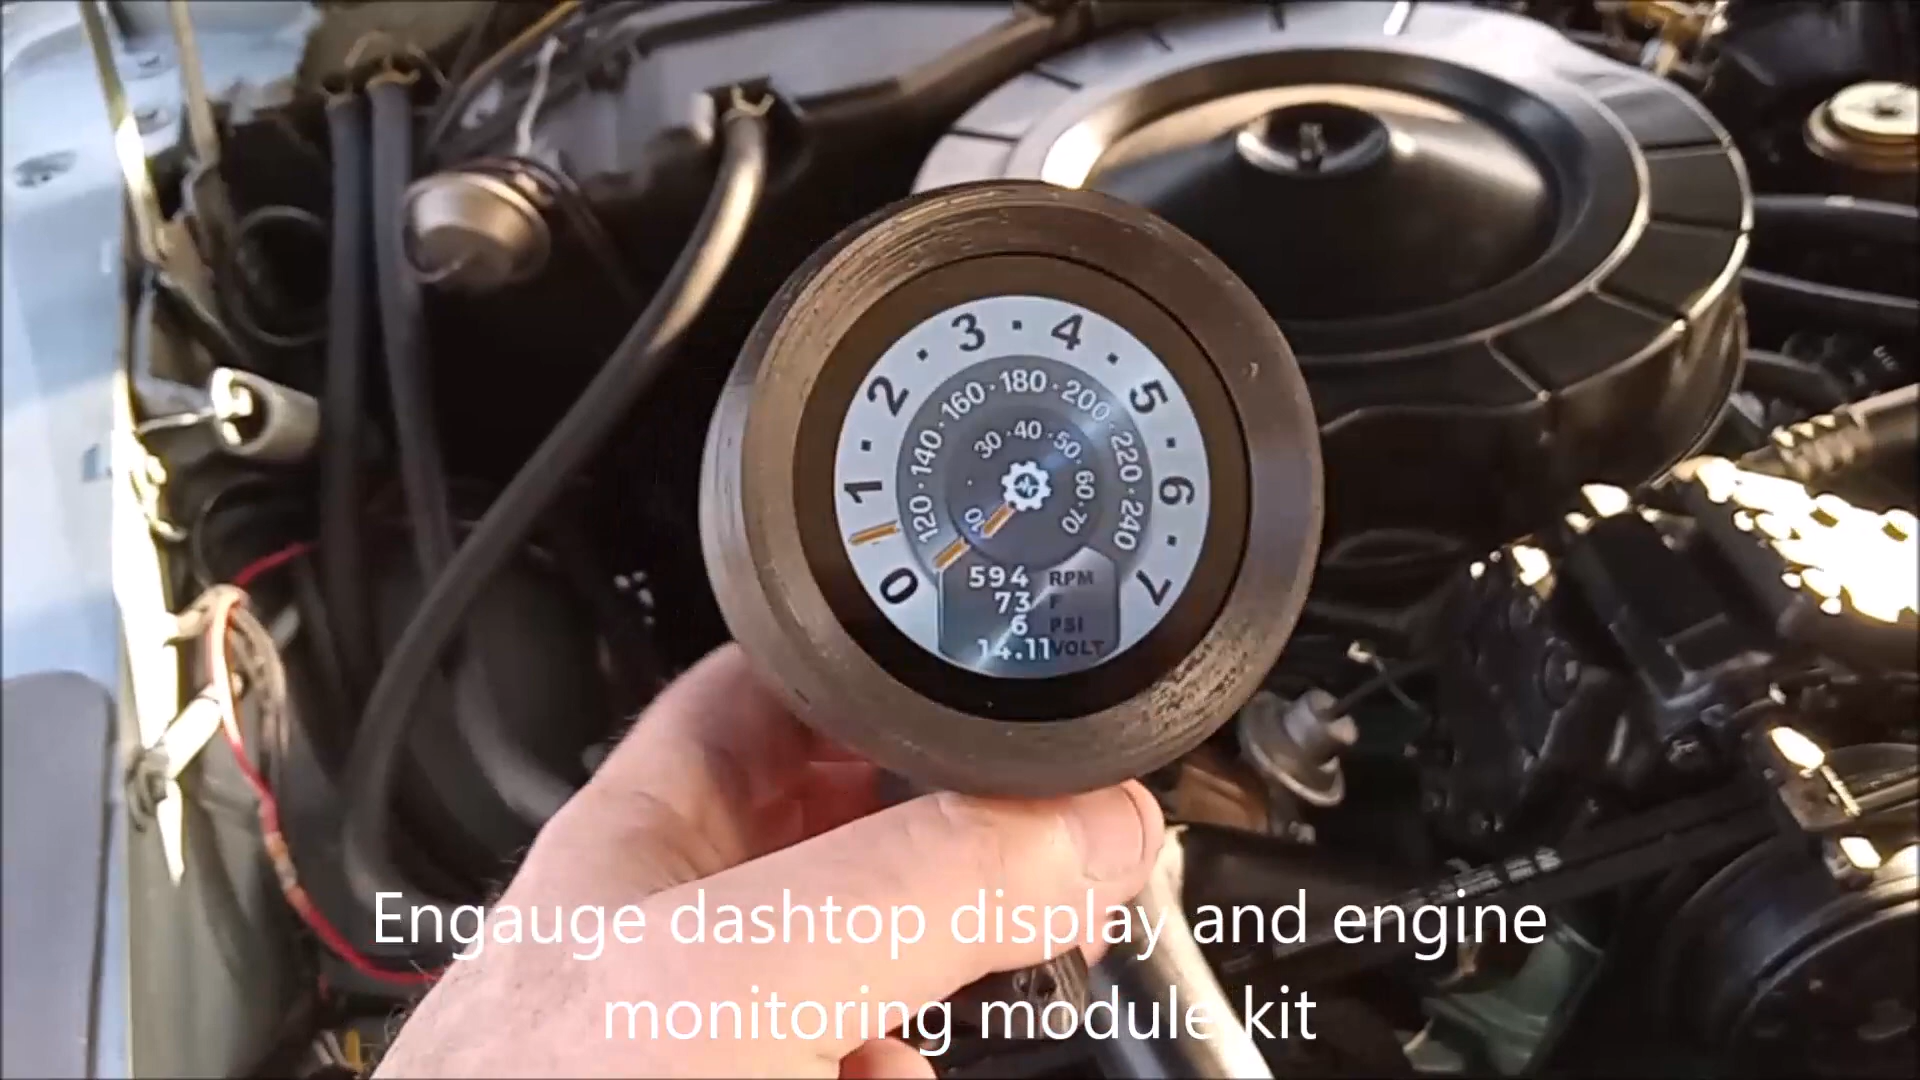 3 · 4
2 · · 5
1 · · 6
0 · 7
120 · 140 · 160 · 180 · 200 · 220 · 240
10 · 30 · 40 · 50 · 60 · 70
594 RPM
73 F
6 PSI
14.11 VOLT
Engauge dashtop display and engine
monitoring module kit